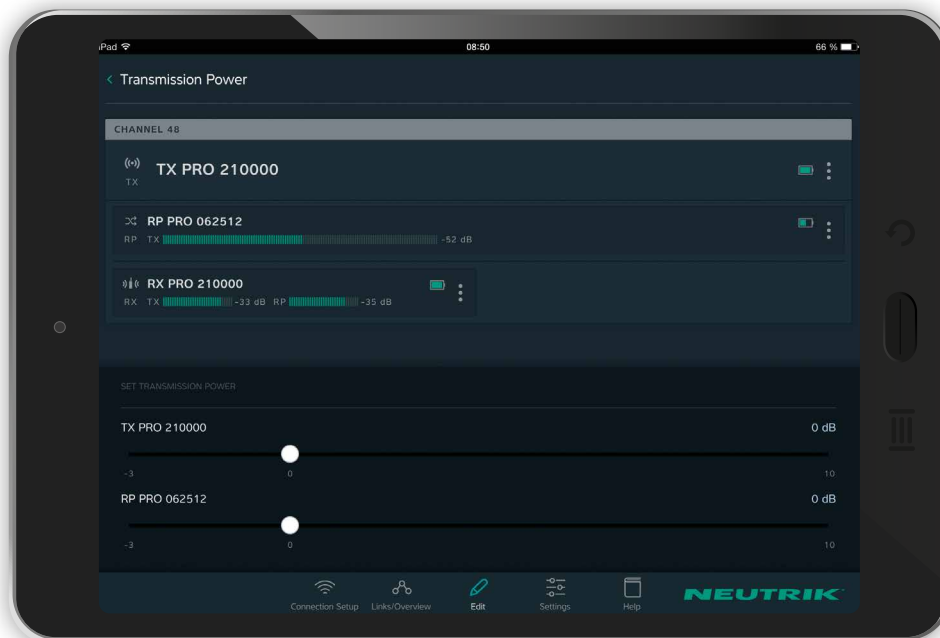 iPad 08:50 66 %
Transmission Power
CHANNEL 48
TX PRO 210000
TX
RP PRO 062512
RP TX -52 dB
RX PRO 210000
RX TX -33 dB RP -35 dB
SET TRANSMISSION POWER
TX PRO 210000 0 dB
-3 0 10
RP PRO 062512 0 dB
-3 0 10
Connection Setup Links/Overview Edit Settings Help NEUTRIK